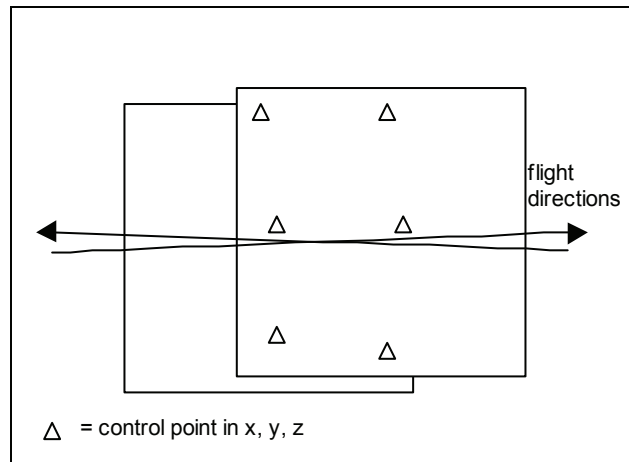 flight
directions
△ = control point in x, y, z